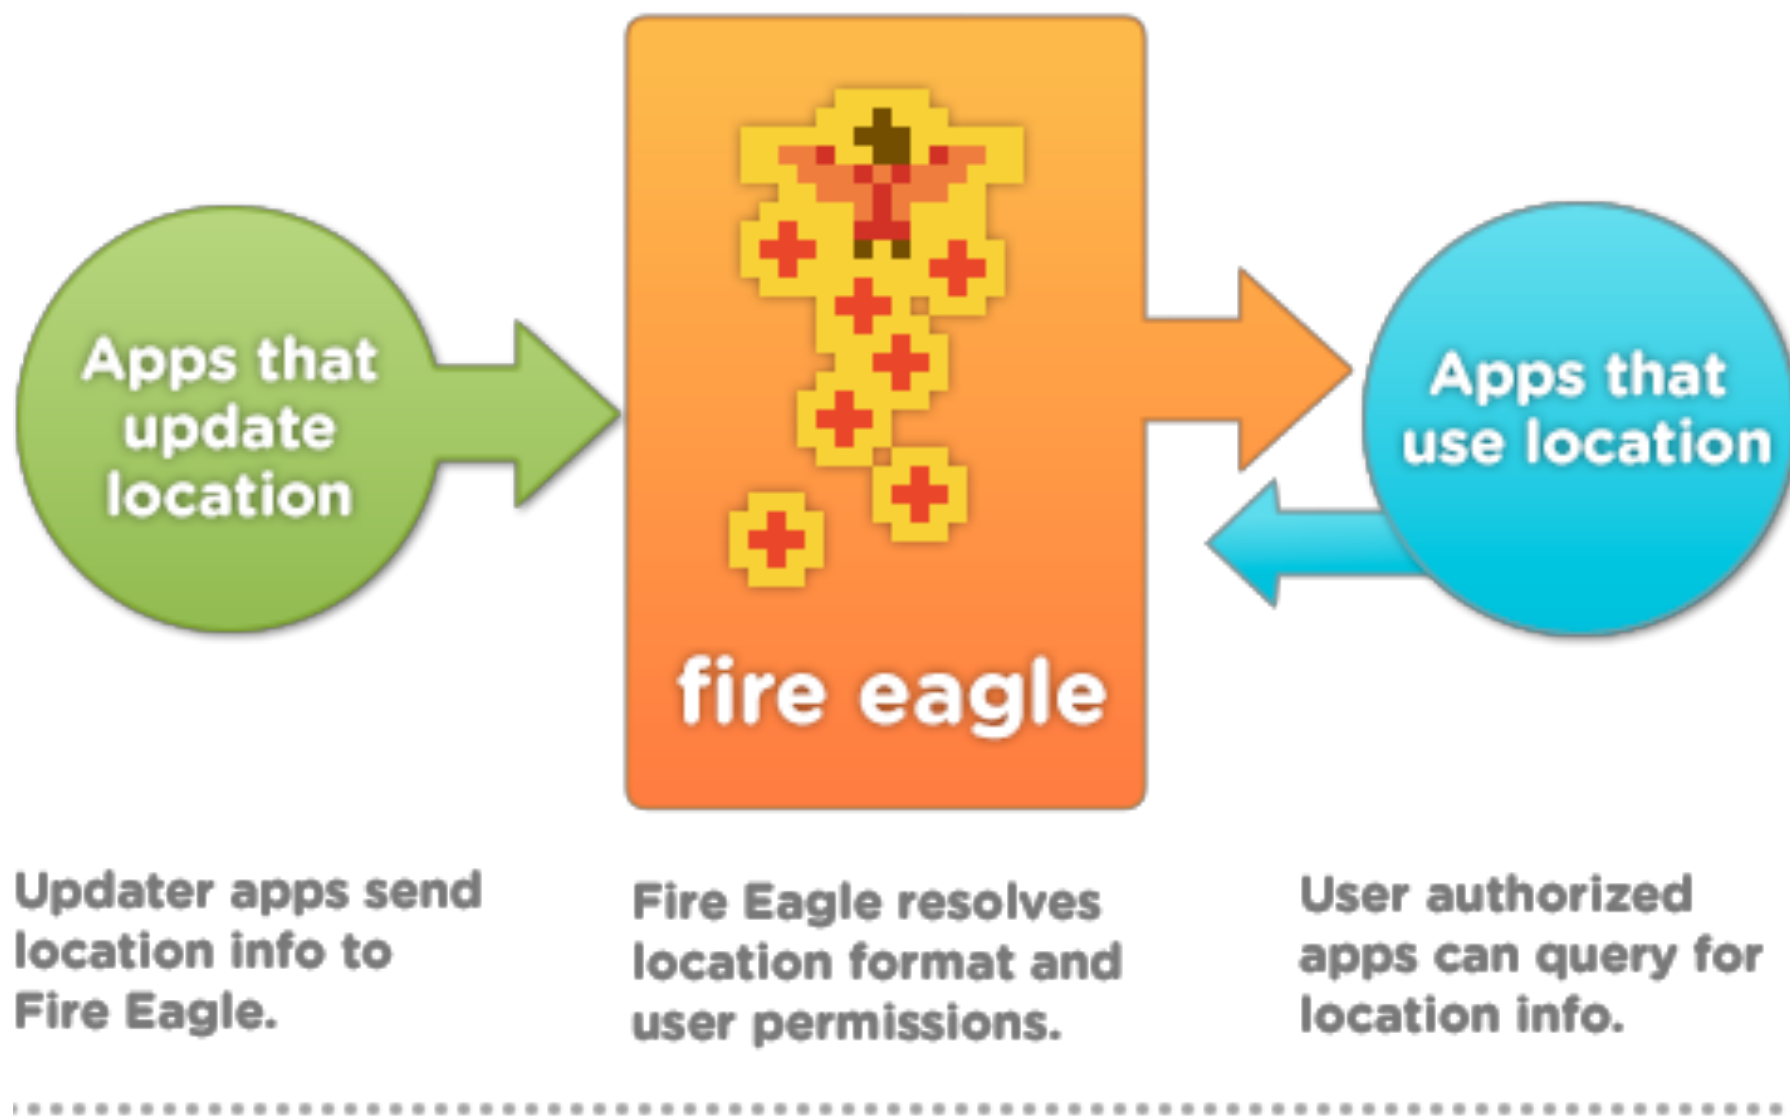 Apps that
update
location
fire eagle
Apps that
use location
Updater apps send
location info to
Fire Eagle.
Fire Eagle resolves
location format and
user permissions.
User authorized
apps can query for
location info.